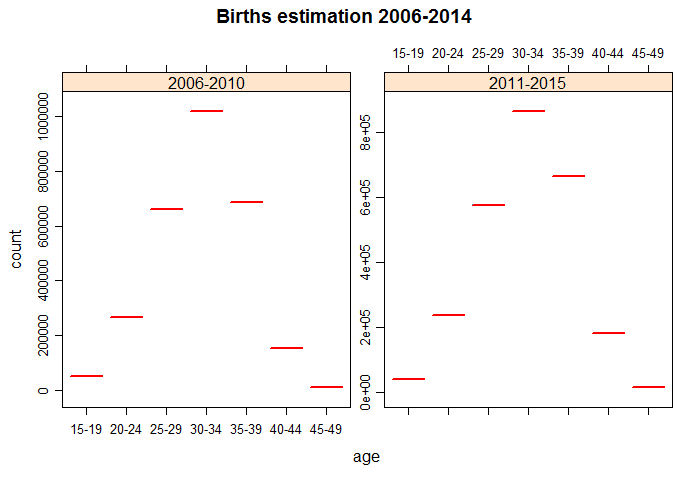 Births estimation 2006-2014
15-19 20-24 25-29 30-34 35-39 40-44 45-49
2006-2010 2011-2015
count
1000000
800000
600000
400000
200000
0
8e+05
6e+05
4e+05
2e+05
0e+00
15-19 20-24 25-29 30-34 35-39 40-44 45-49
age